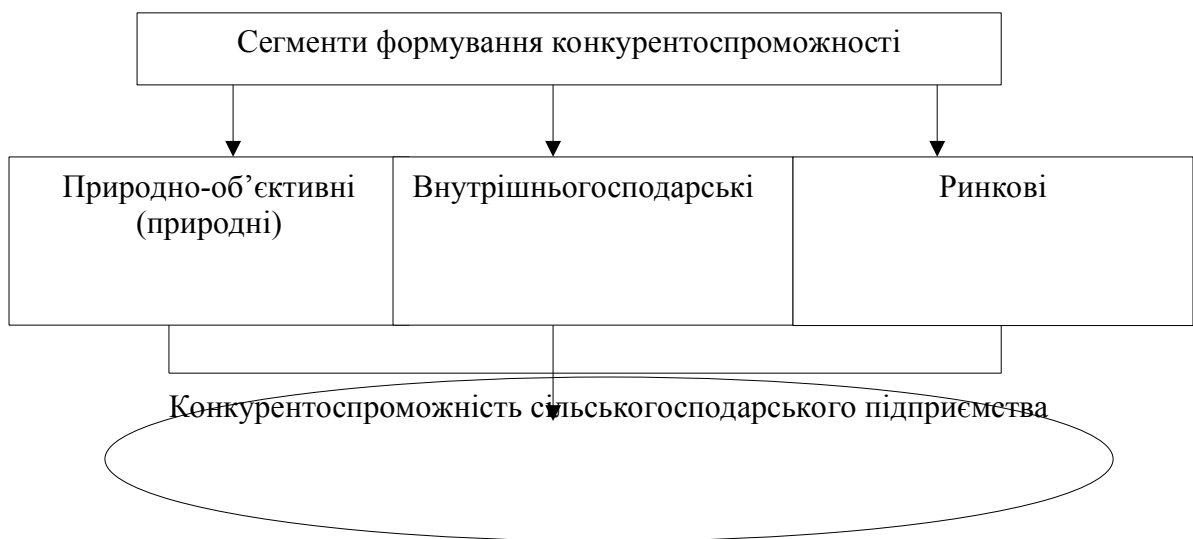 Сегменти формування конкурентоспроможності
Природно-об’єктивні
(природні)
Внутрішньогосподарські
Ринкові
Конкурентоспроможність сільськогосподарського підприємства